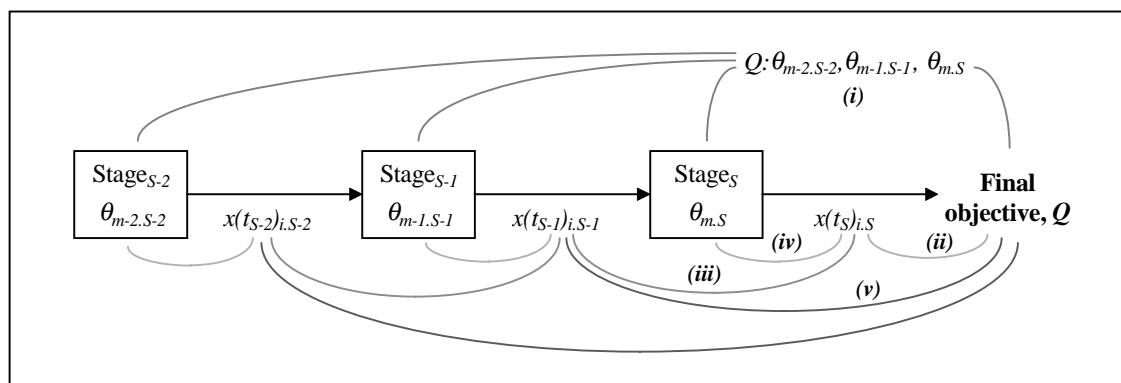 Q:θm-2.S-2,θm-1.S-1, θm.S
(i)
StageS-2
θm-2.S-2
x(tS-2)i.S-2
StageS-1
θm-1.S-1
x(tS-1)i.S-1
StageS
θm.S
x(tS)i.S
Final
objective, Q
(iv)
(ii)
(iii)
(v)